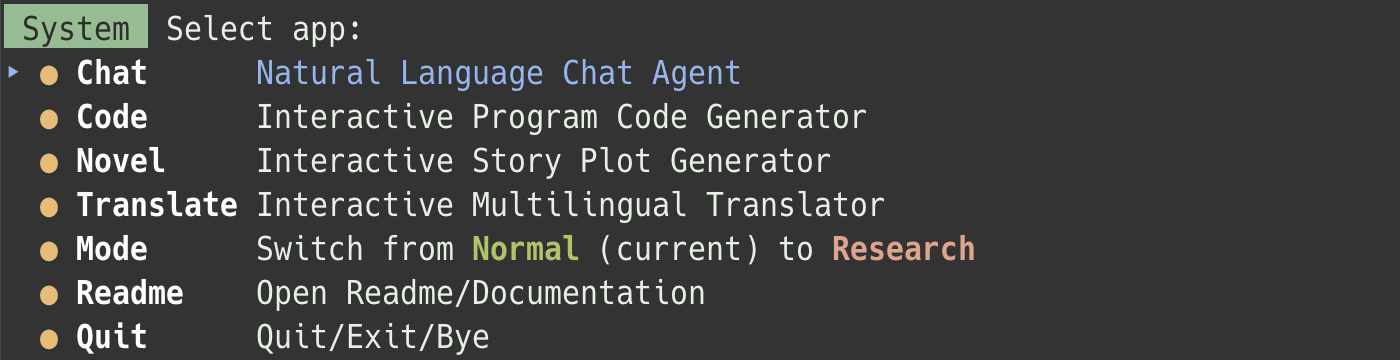 System Select app:
Chat Natural Language Chat Agent
Code Interactive Program Code Generator
Novel Interactive Story Plot Generator
Translate Interactive Multilingual Translator
Mode Switch from Normal (current) to Research
Readme Open Readme/Documentation
Quit Quit/Exit/Bye